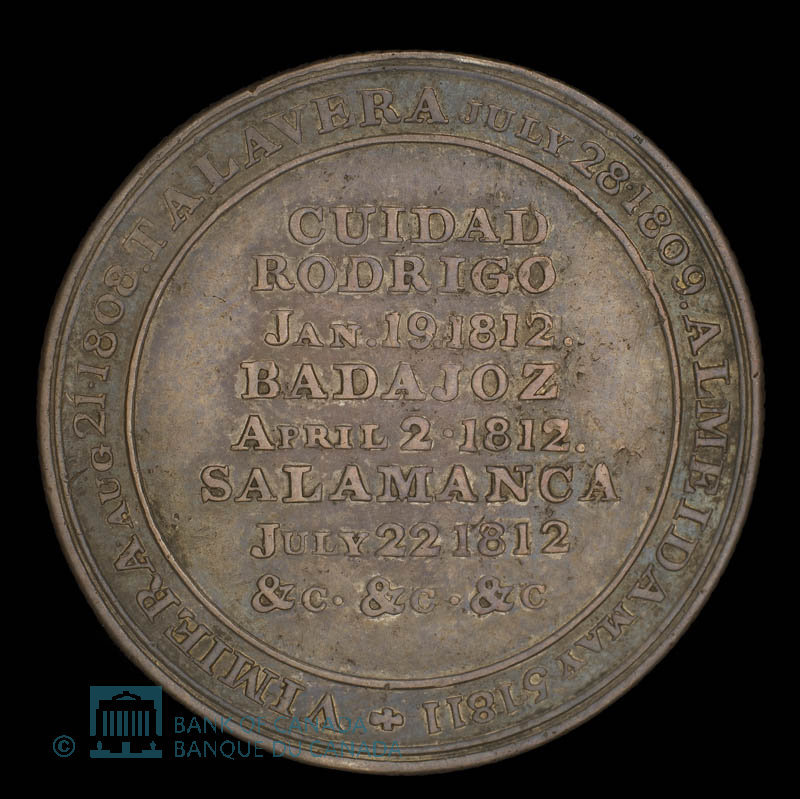 VIMIERA AUG 21·1808. TALAVERA JULY 28·1809. ALMEIDA MAY 5 1811
CUIDAD
RODRIGO
JAN. 19 1812.
BADAJOZ
APRIL 2·1812.
SALAMANCA
JULY 22 1812
&C· &C· &C
© BANK OF CANADA
BANQUE DU CANADA